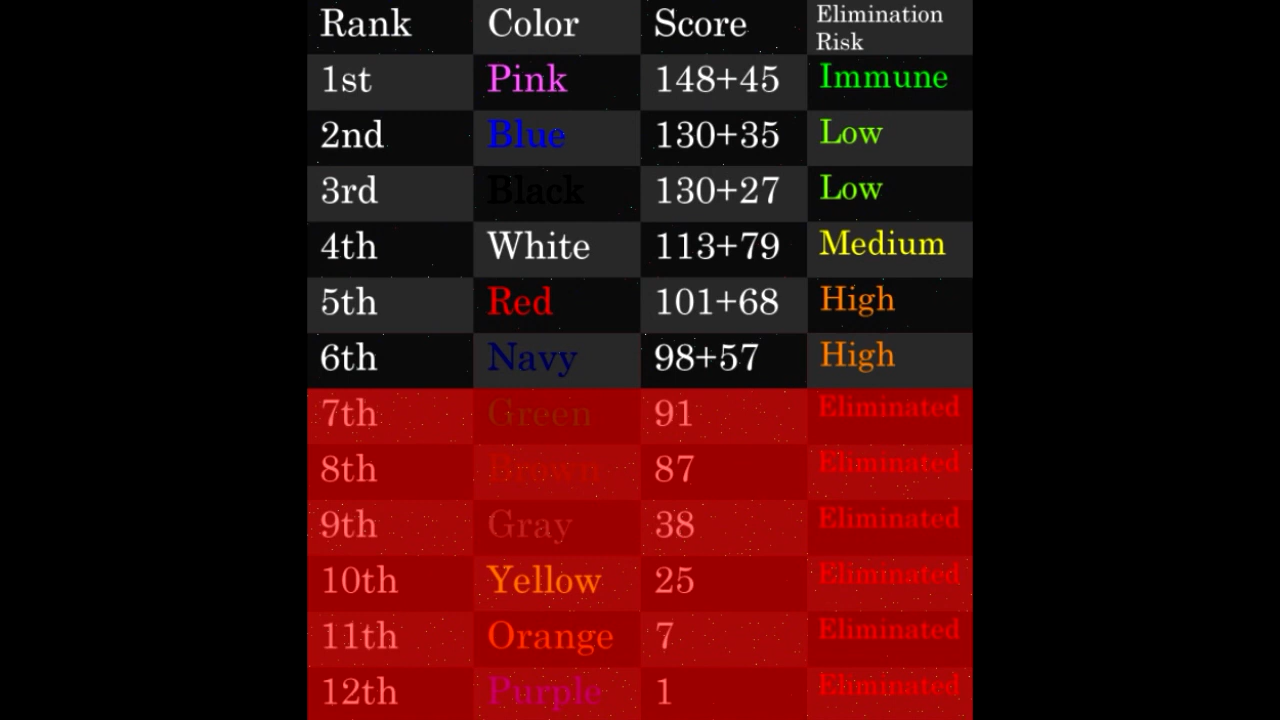 Rank Color Score Elimination Risk
1st Pink 148+45 Immune
2nd Blue 130+35 Low
3rd Black 130+27 Low
4th White 113+79 Medium
5th Red 101+68 High
6th Navy 98+57 High
7th Green 91 Eliminated
8th Brown 87 Eliminated
9th Gray 38 Eliminated
10th Yellow 25 Eliminated
11th Orange 7 Eliminated
12th Purple 1 Eliminated